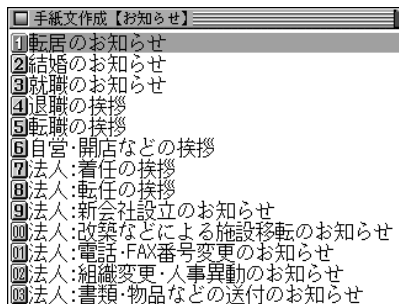 手紙文作成【お知らせ】
1転居のお知らせ
2結婚のお知らせ
3就職のお知らせ
4退職の挨拶
5転職の挨拶
6自営･開店などの挨拶
7法人:着任の挨拶
8法人:転任の挨拶
9法人:新会社設立のお知らせ
00法人:改築などによる施設移転のお知らせ
01法人:電話･FAX番号変更のお知らせ
02法人:組織変更･人事異動のお知らせ
03法人:書類･物品などの送付のお知らせ